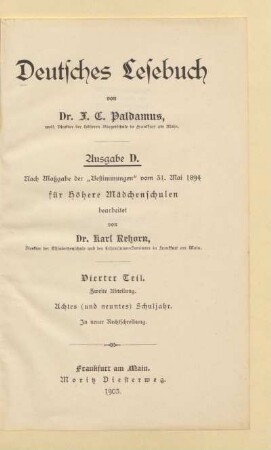 Deutsches Lesebuch
von
Dr. F. C. Paldamus,
weil. Direktor der höheren Bürgerschule in Frankfurt am Main.
Ausgabe D.
Nach Maßgabe der „Bestimmungen“ vom 31. Mai 1894
für Höhere Mädchenschulen
bearbeitet
von
Dr. Karl Rehorn,
Direktor der Elisabethenschule und des Lehrerinnenseminars in Frankfurt am Main.
Vierter Teil.
Zweite Abteilung.
Achtes (und neuntes) Schuljahr.
In neuer Rechtschreibung.
Frankfurt am Main.
Moritz Diesterweg.
1903.